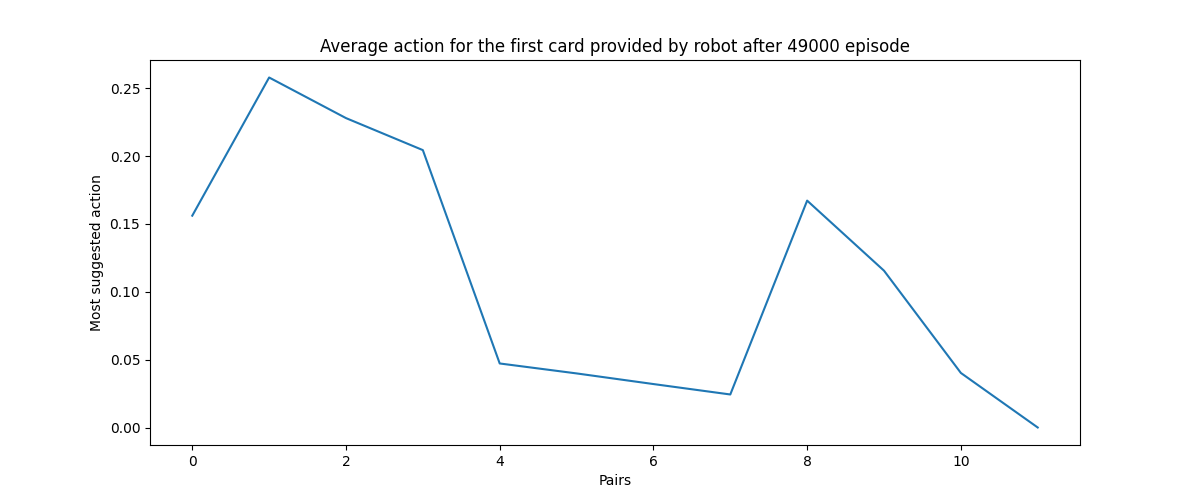 Average action for the first card provided by robot after 49000 episode
Most suggested action
0.25
0.20
0.15
0.10
0.05
0.00
0 2 4 6 8 10
Pairs